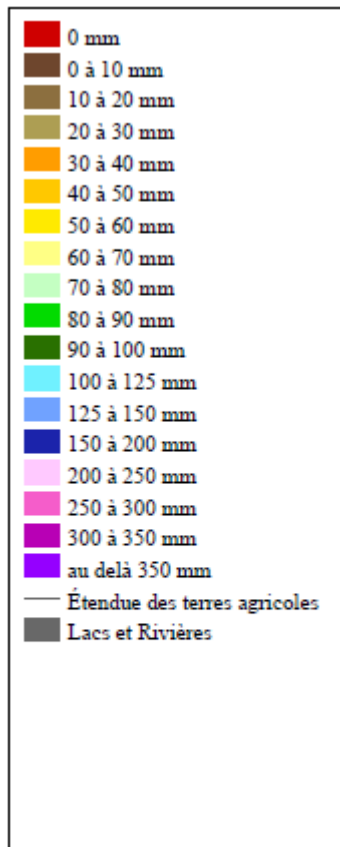 0 mm
0 à 10 mm
10 à 20 mm
20 à 30 mm
30 à 40 mm
40 à 50 mm
50 à 60 mm
60 à 70 mm
70 à 80 mm
80 à 90 mm
90 à 100 mm
100 à 125 mm
125 à 150 mm
150 à 200 mm
200 à 250 mm
250 à 300 mm
300 à 350 mm
au delà 350 mm
Étendue des terres agricoles
Lacs et Rivières